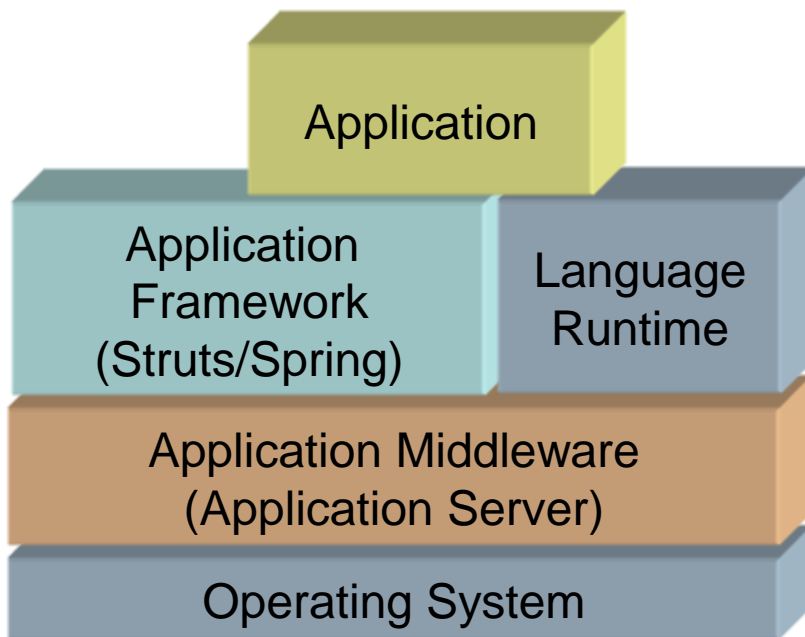 Application
Application
Framework
(Struts/Spring)
Language
Runtime
Application Middleware
(Application Server)
Operating System